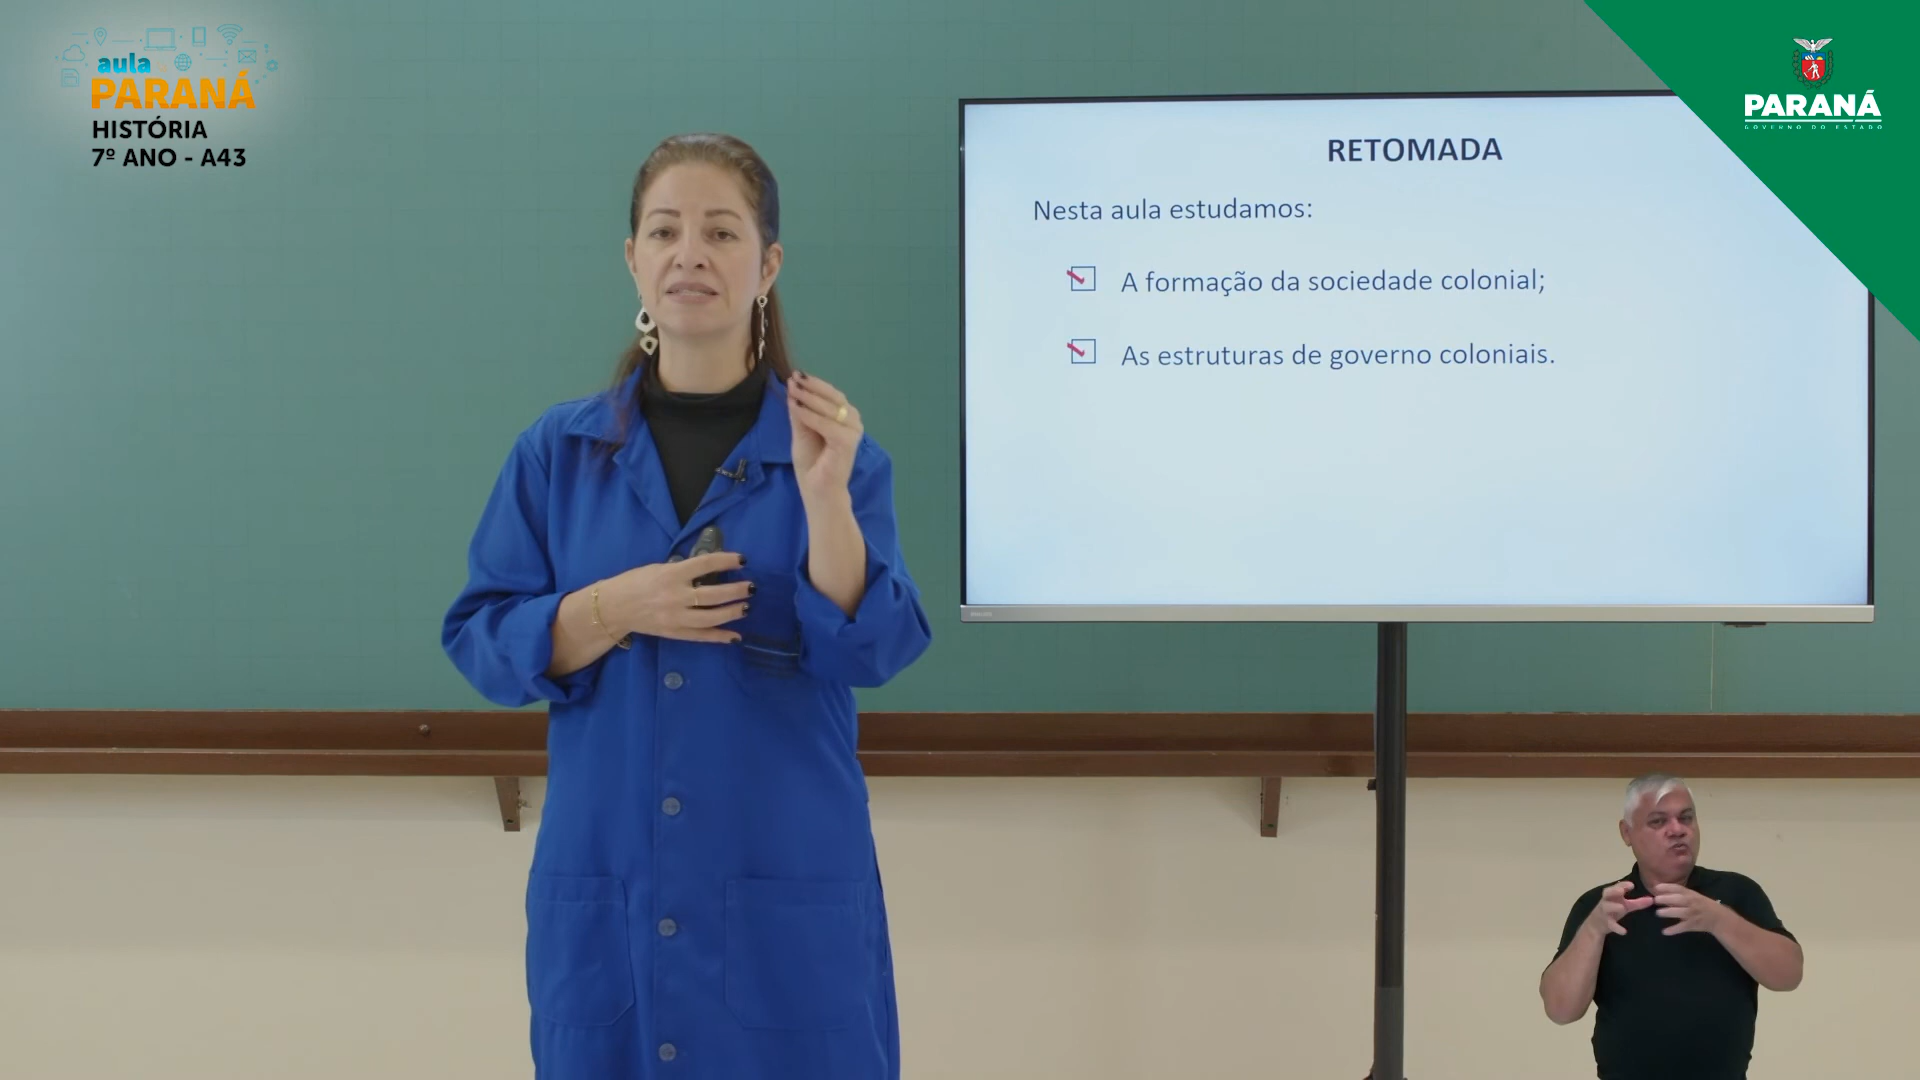 aula
PARANÁ
HISTÓRIA
7º ANO - A43
RETOMADA
Nesta aula estudamos:
A formação da sociedade colonial;
As estruturas de governo coloniais.
PARANÁ
GOVERNO DO ESTADO